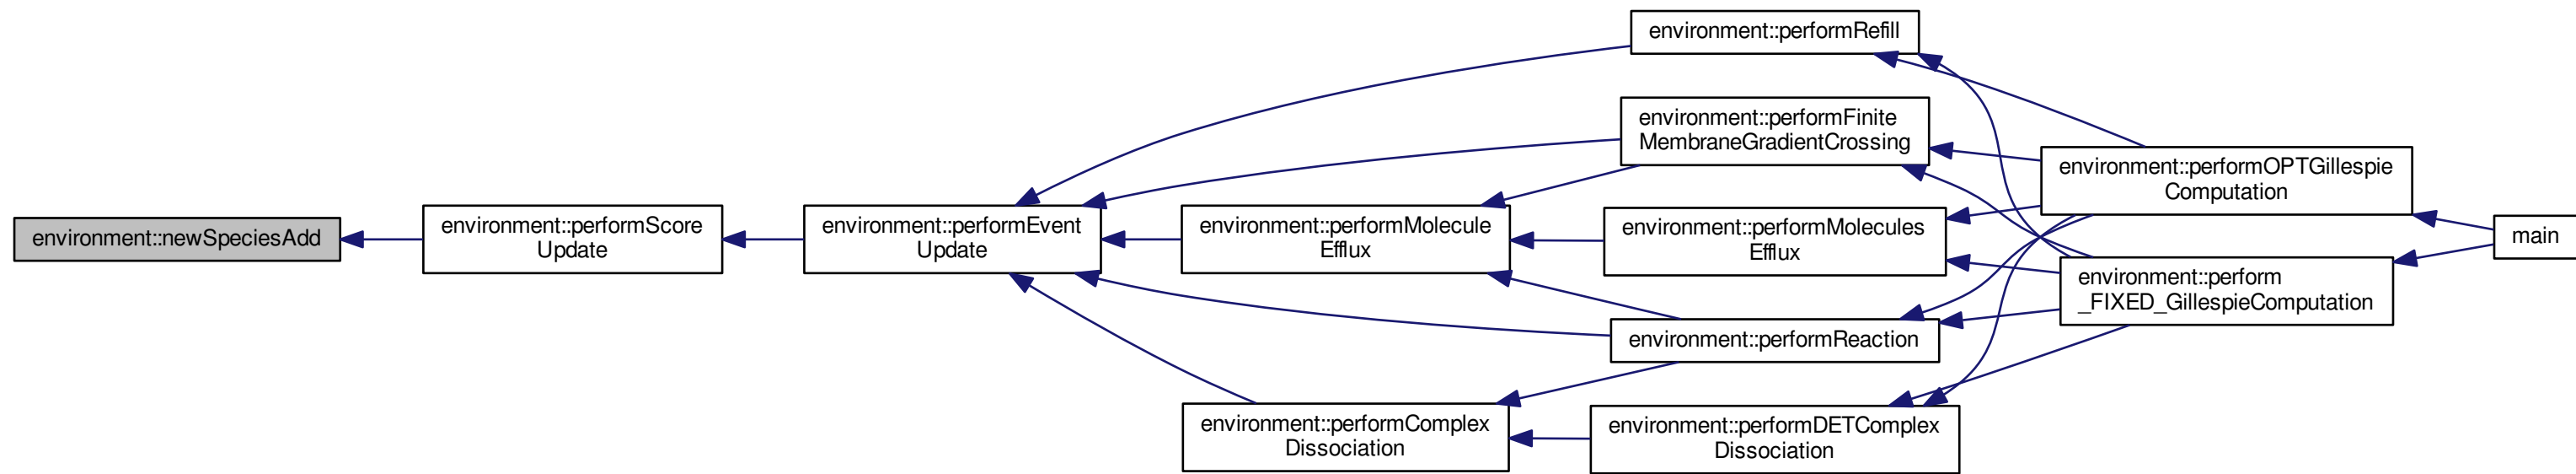 environment::newSpeciesAdd
environment::performScore
Update
environment::performEvent
Update
environment::performRefill
environment::performFinite
MembraneGradientCrossing
environment::performMolecule
Efflux
environment::performMolecules
Efflux
environment::performReaction
environment::performComplex
Dissociation
environment::performDETComplex
Dissociation
environment::performOPTGillespie
Computation
environment::perform
_FIXED_GillespieComputation
main